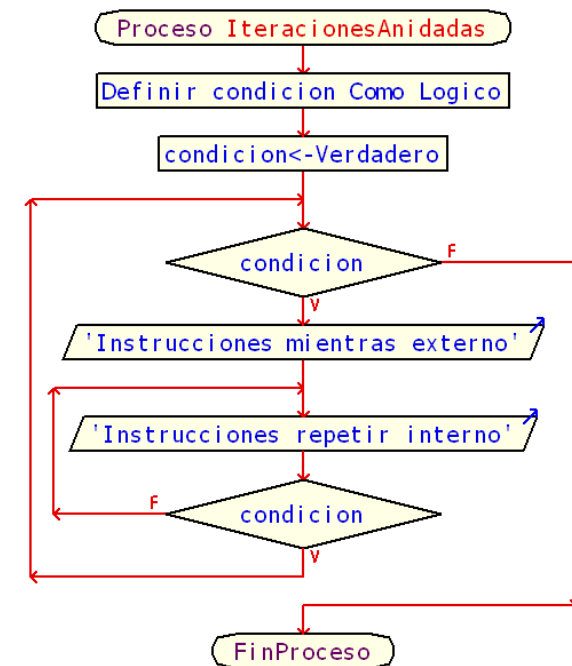 Proceso IteracionesAnidadas
Definir condicion Como Logico
condicion<-Verdadero
condicion
F
V
'Instrucciones mientras externo'
'Instrucciones repetir interno'
F
condicion
V
FinProceso